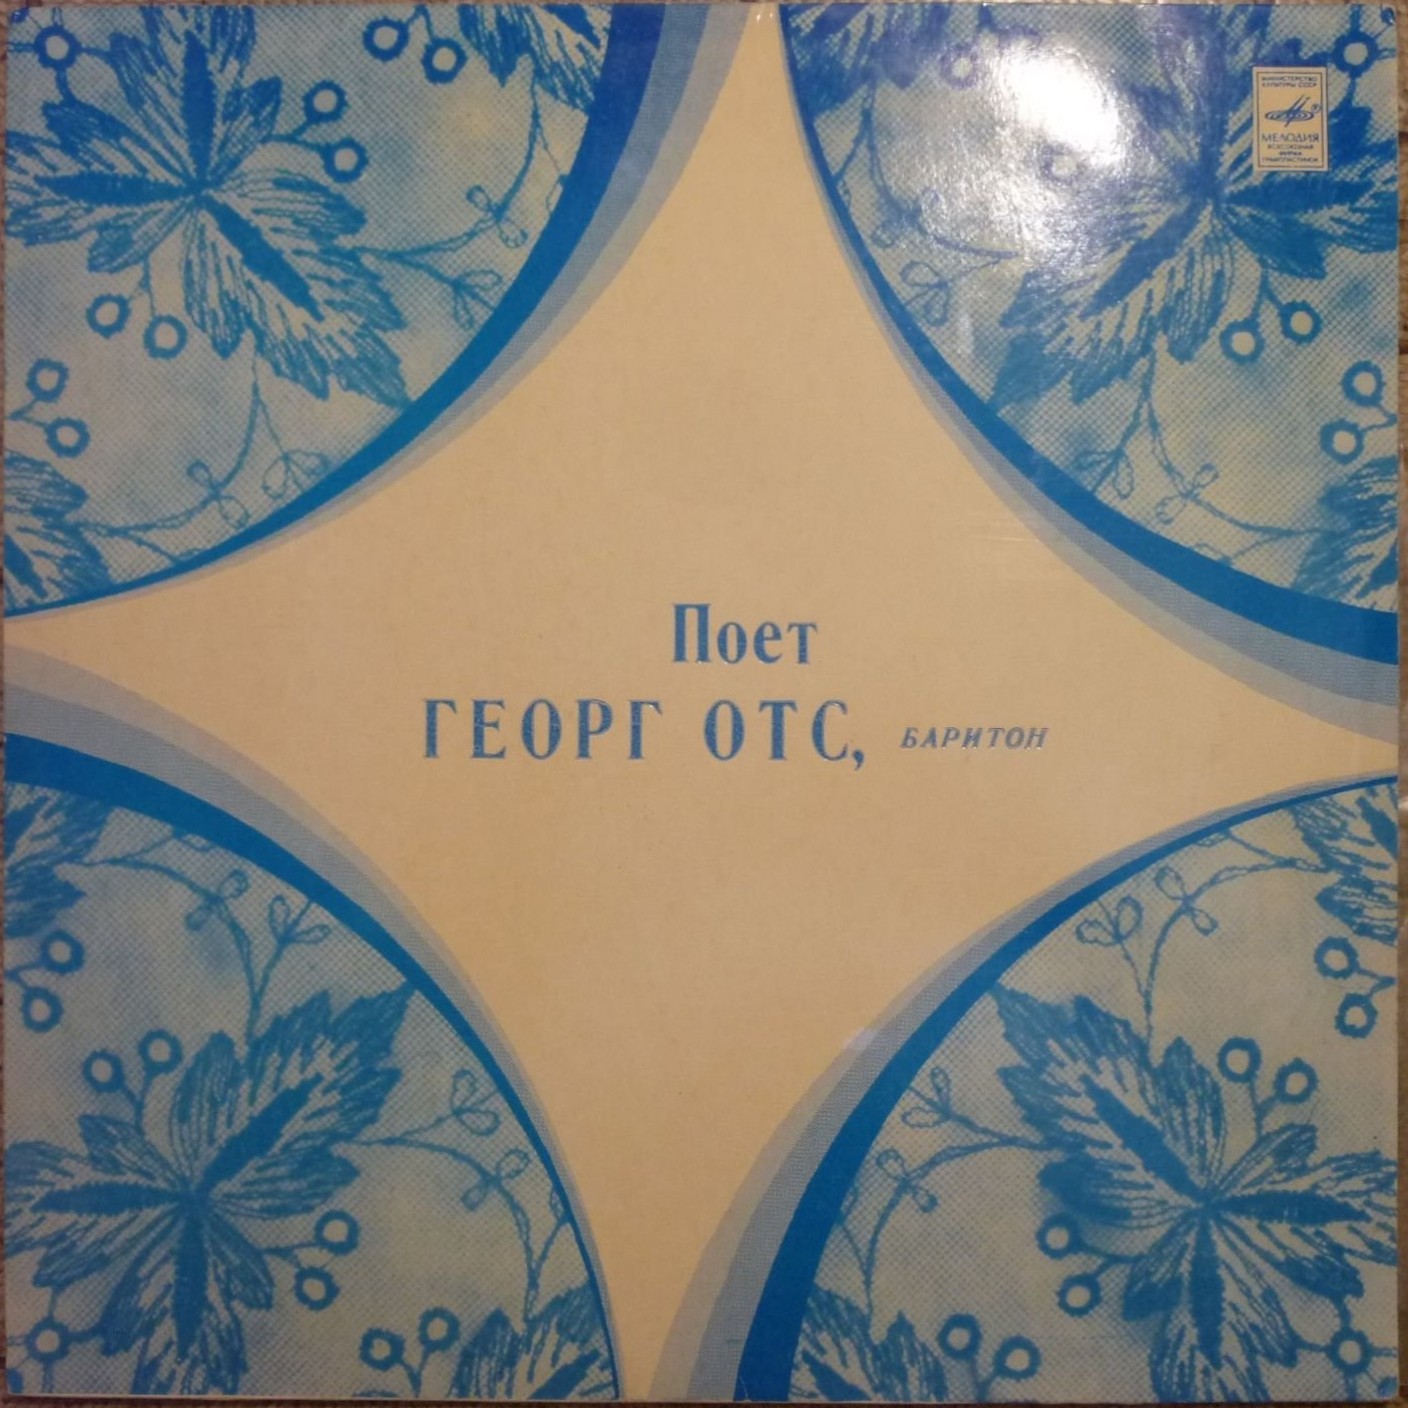 МИНИСТЕРСТВО
КУЛЬТУРЫ СССР
МЕЛОДИЯ
ВСЕСОЮЗНАЯ
ФИРМА
ГРАМПЛАСТИНОК
Поет
ГЕОРГ ОТС, БАРИТОН